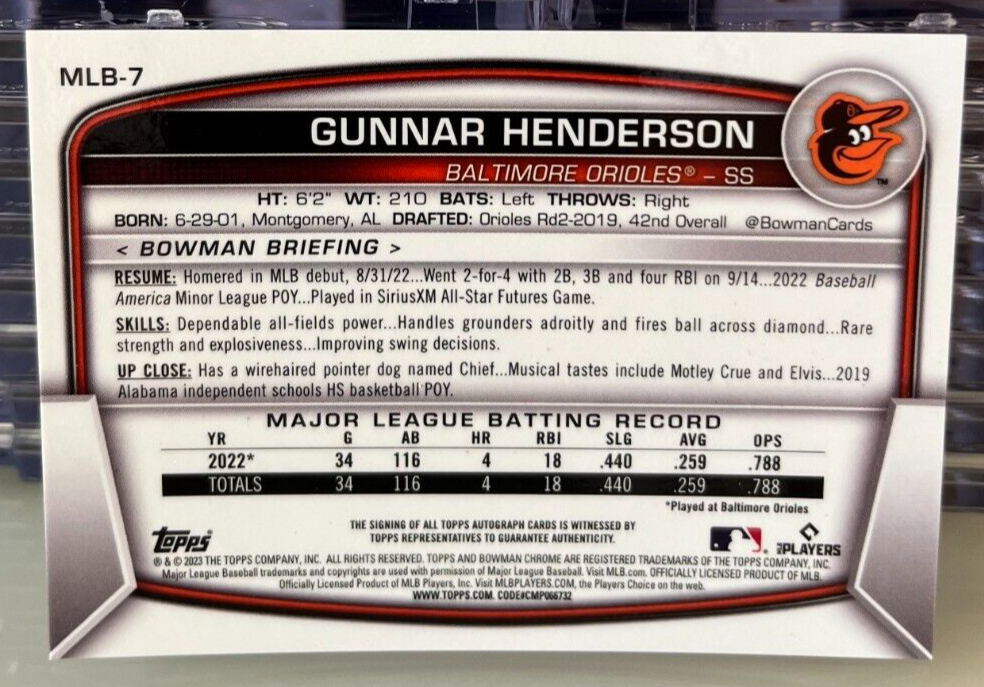 MLB-7
GUNNAR HENDERSON
BALTIMORE ORIOLES® – SS
™
HT: 6'2" WT: 210 BATS: Left THROWS: Right
BORN: 6-29-01, Montgomery, AL DRAFTED: Orioles Rd2-2019, 42nd Overall @BowmanCards
< BOWMAN BRIEFING >
RESUME: Homered in MLB debut, 8/31/22...Went 2-for-4 with 2B, 3B and four RBI on 9/14...2022 Baseball
America Minor League POY...Played in SiriusXM All-Star Futures Game.
SKILLS: Dependable all-fields power...Handles grounders adroitly and fires ball across diamond...Rare
strength and explosiveness...Improving swing decisions.
UP CLOSE: Has a wirehaired pointer dog named Chief...Musical tastes include Motley Crue and Elvis...2019
Alabama independent schools HS basketball POY.
MAJOR LEAGUE BATTING RECORD
YR G AB HR RBI SLG AVG OPS
2022* 34 116 4 18 .440 .259 .788
TOTALS 34 116 4 18 .440 .259 .788
*Played at Baltimore Orioles
THE SIGNING OF ALL TOPPS AUTOGRAPH CARDS IS WITNESSED BY
TOPPS REPRESENTATIVES TO GUARANTEE AUTHENTICITY.
Topps
PLAYERS
® & © 2023 THE TOPPS COMPANY, INC. ALL RIGHTS RESERVED. TOPPS AND BOWMAN CHROME ARE REGISTERED TRADEMARKS OF THE TOPPS COMPANY, INC.
Major League Baseball trademarks and copyrights are used with permission of Major League Baseball. Visit MLB.com. OFFICIALLY LICENSED PRODUCT OF MLB
Officially Licensed Product of MLB Players, Inc. Visit MLBPLAYERS.COM, the Players Choice on the web.
WWW.TOPPS.COM. CODE#CMP066732